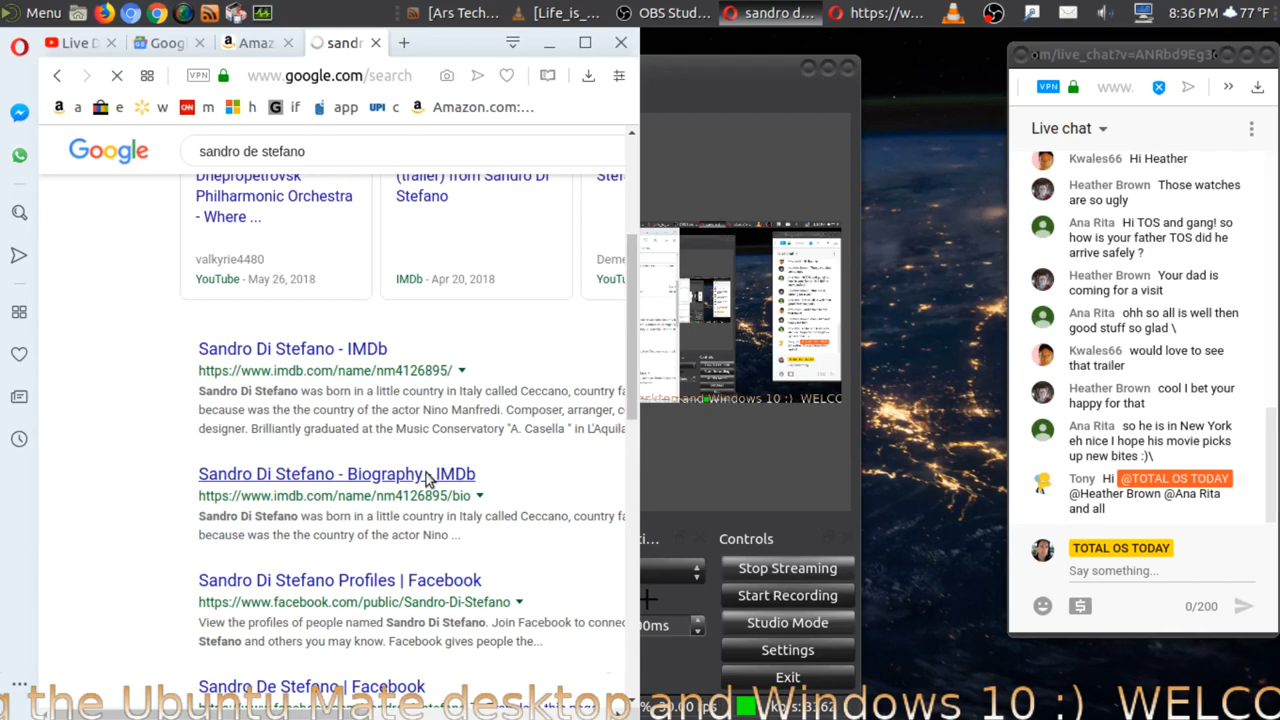 Menu
[Ars Tech...
[Life_is_...
OBS Stud...
sandro d...
https://w...
8:36 PM
77 °F
Live D
Goog
Amaz
sandr
VPN
www.google.com/search
a
e
w
m
h
if
app
UPI c
Amazon.com:...
Google
sandro de stefano
Dnepropetrovsk
Philharmonic Orchestra
- Where ...
valkyrie4480
YouTube - May 26, 2018
(trailer) from Sandro Di
Stefano
IMDb - Apr 20, 2018
Stef
Deme
YouTu
Sandro Di Stefano - IMDb
https://www.imdb.com/name/nm4126895/
Sandro Di Stefano was born in a little country in Italy called Ceccano, country fa
because was the the country of the actor Nino Manfredi. Composer, arranger, c
designer. Brilliantly graduated at the Music Conservatory "A. Casella " in L'Aquila
Sandro Di Stefano - Biography - IMDb
https://www.imdb.com/name/nm4126895/bio
Sandro Di Stefano was born in a little country in Italy called Ceccano, country fa
because was the the country of the actor Nino ...
Sandro Di Stefano Profiles | Facebook
https://www.facebook.com/public/Sandro-Di-Stefano
View the profiles of people named Sandro Di Stefano. Join Facebook to connec
Stefano and others you may know. Facebook gives people the...
Sandro De Stefano | Facebook
Controls
Stop Streaming
Start Recording
Studio Mode
Settings
Exit
00ms
om/live_chat?v=ANRbd9Eg3
VPN
www.
Live chat
Kwales66 Hi Heather
Heather Brown Those watches
are so ugly
Ana Rita Hi TOS and gang! so
how is your father TOS did he
arrive safely ?
Heather Brown Your dad is
coming for a visit
Ana Rita ohh so all is well then
good stuff so glad \
Kwales66 would love to see
that trailer
Heather Brown cool I bet your
happy for that
Ana Rita so he is in New York
eh nice I hope his movie picks
up new bites :)\
Tony Hi @TOTAL OS TODAY
@Heather Brown @Ana Rita
and all
TOTAL OS TODAY
Say something...
0/200
g the Ubuntu Mate desktop and Windows 10 :) WELCO